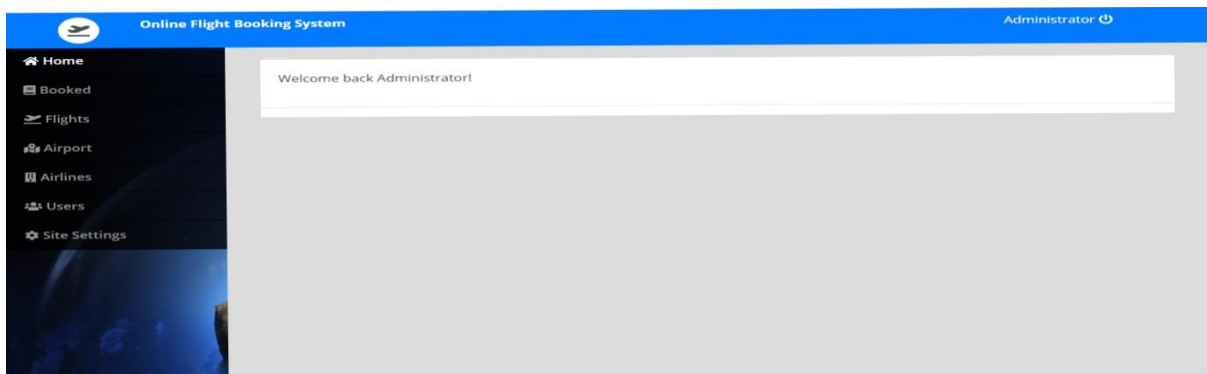 Online Flight Booking System
Administrator
Home
Booked
Flights
Airport
Airlines
Users
Site Settings
Welcome back Administrator!